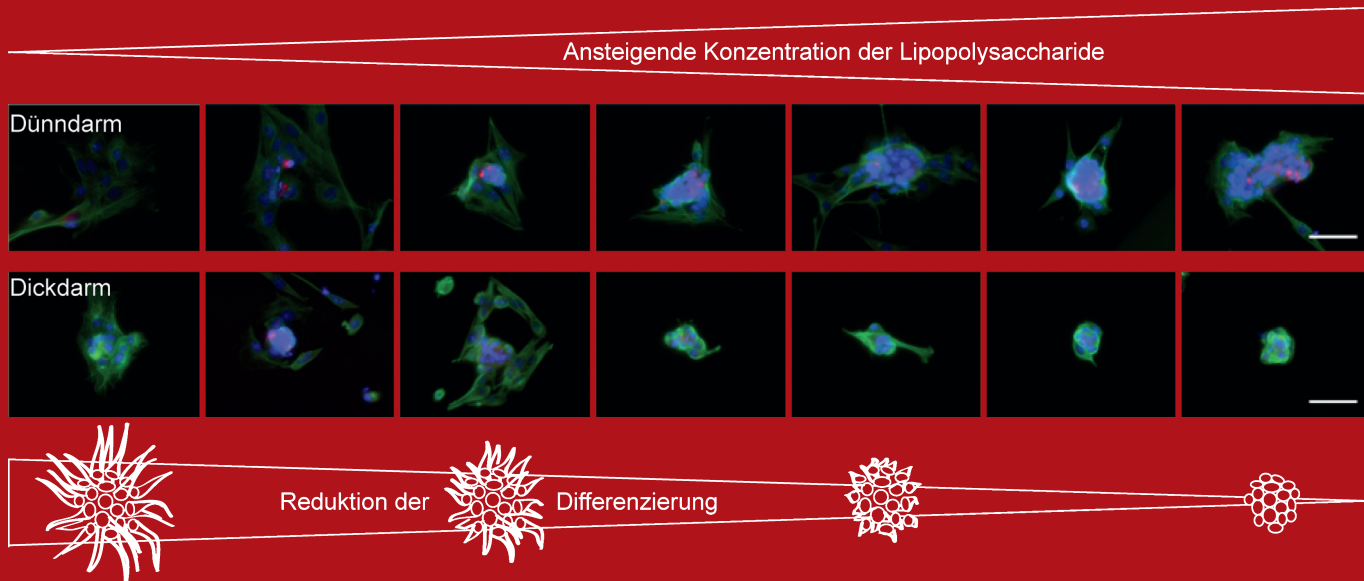 Ansteigende Konzentration der Lipopolysaccharide
Dünndarm
Dickdarm
Reduktion der Differenzierung